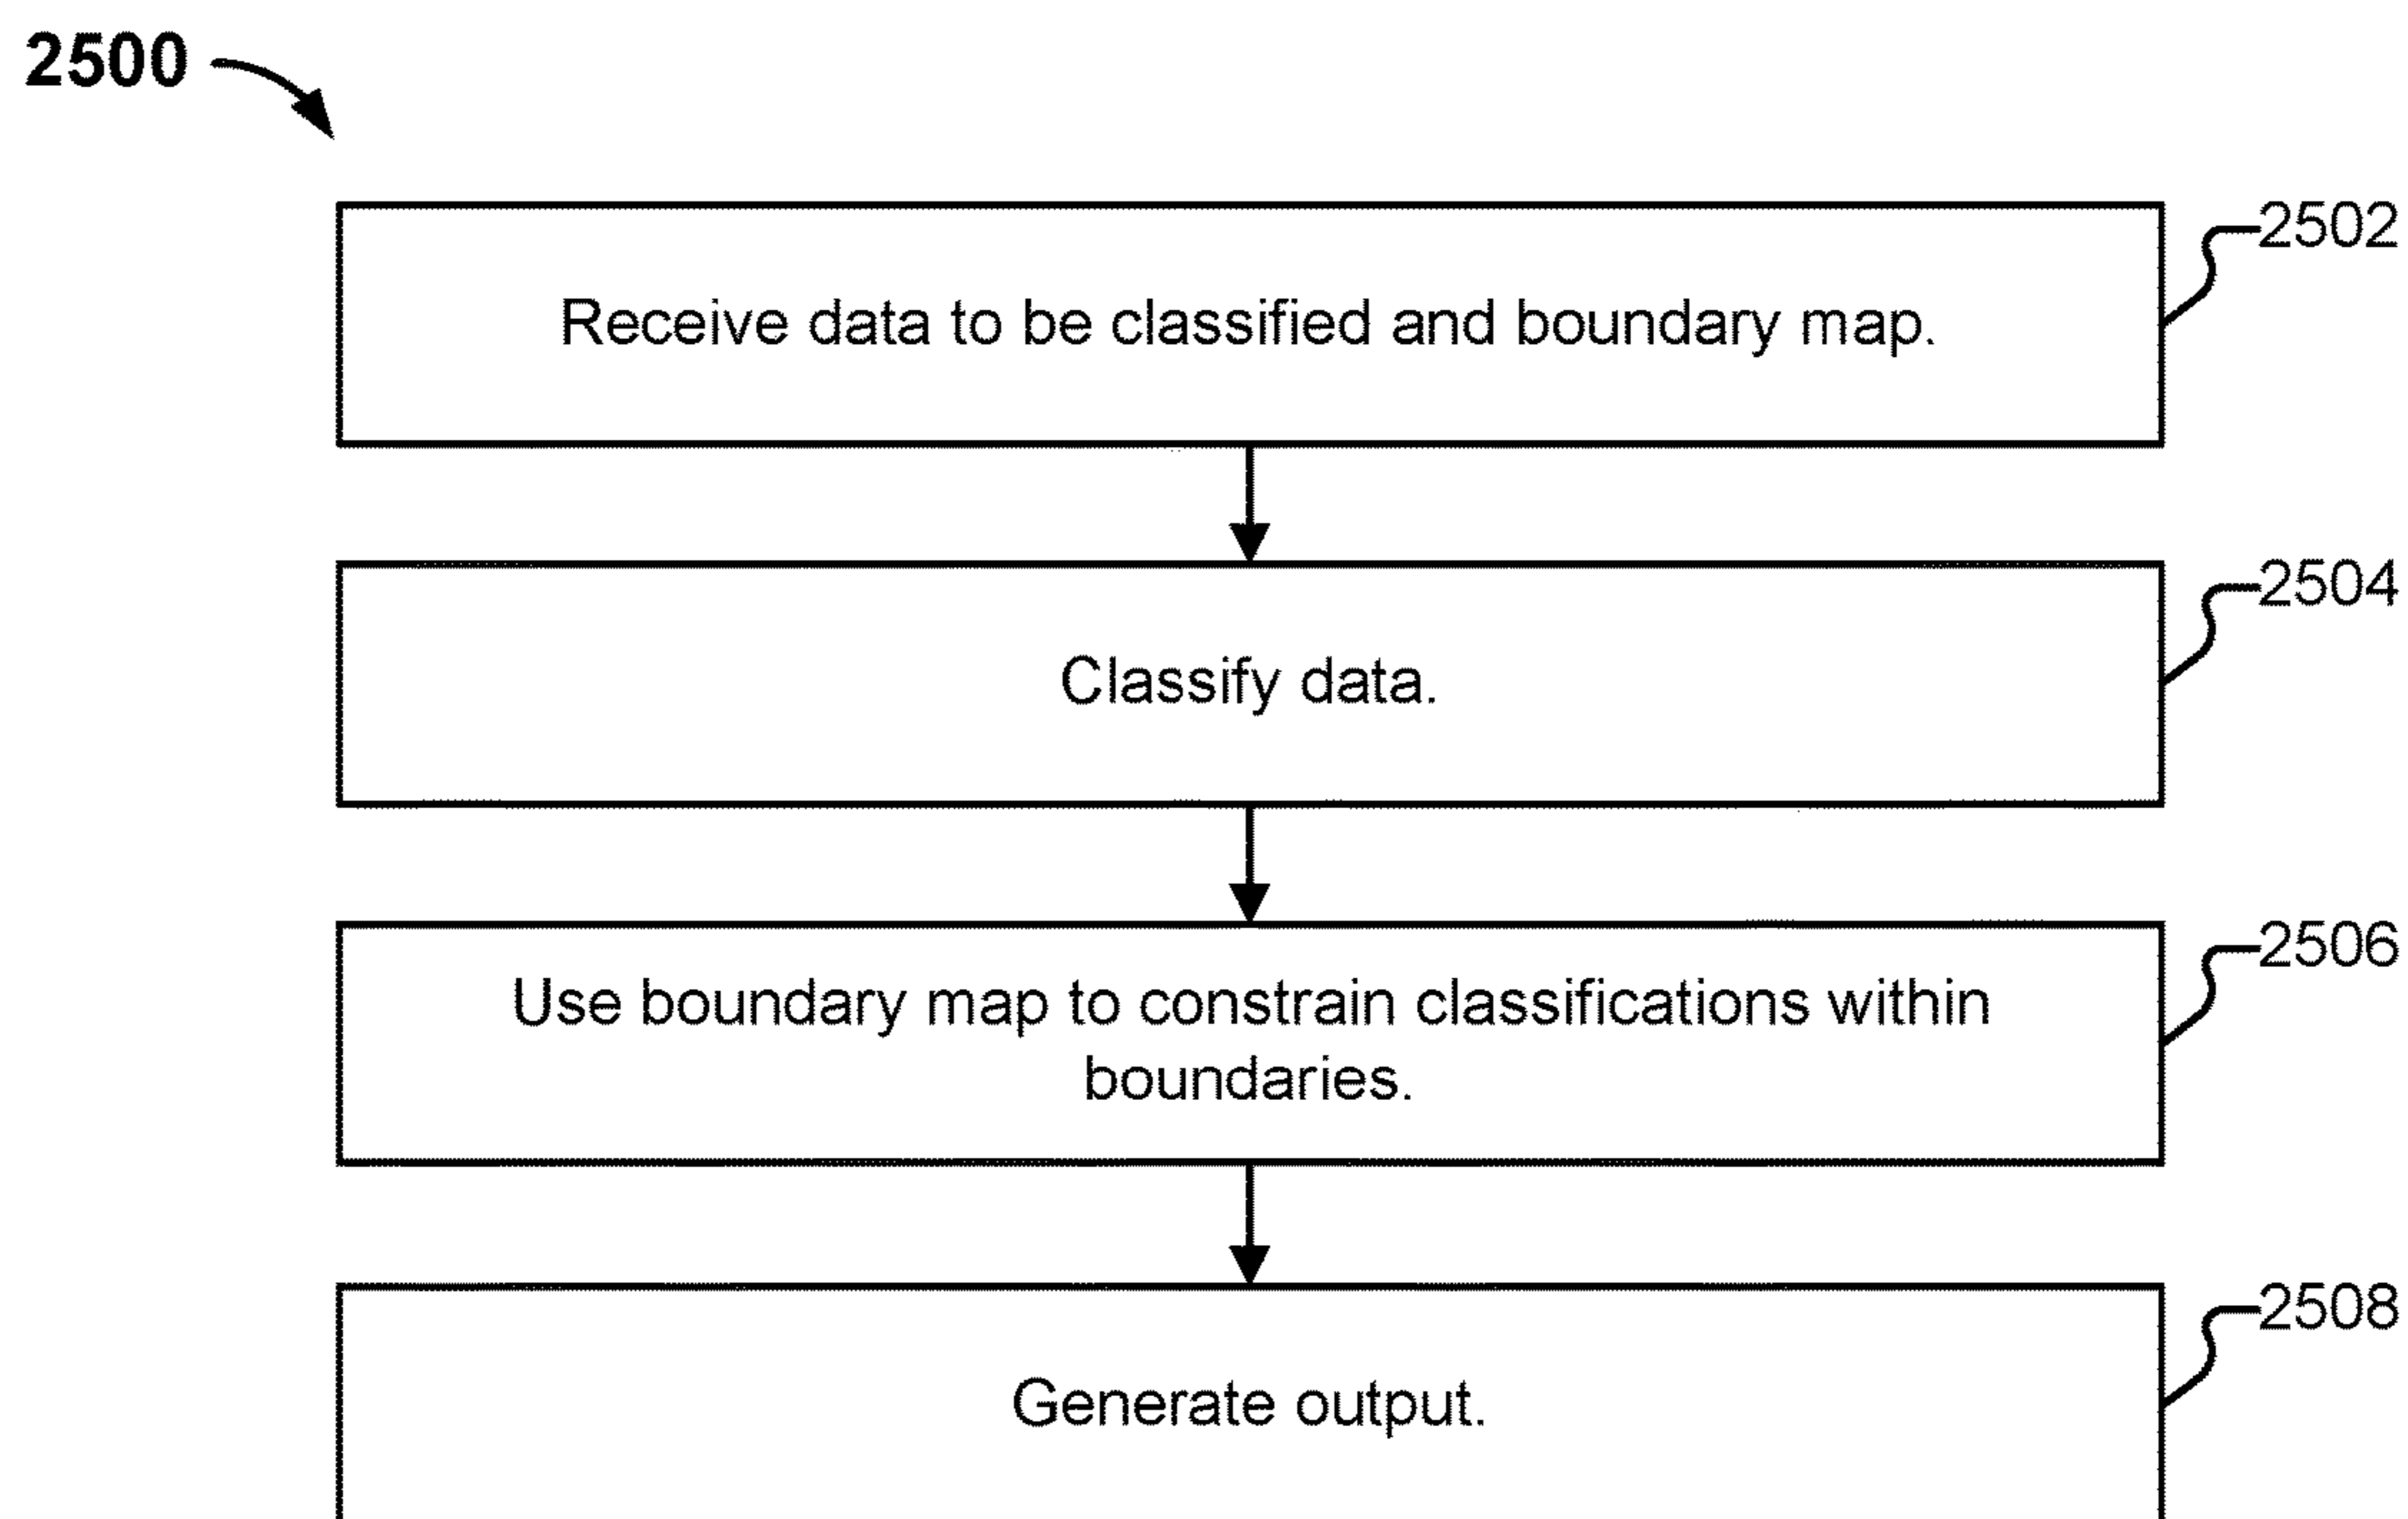 2500
2502
Receive data to be classified and boundary map.
2504
Classify data.
2506
Use boundary map to constrain classifications within
boundaries.
2508
Generate output.